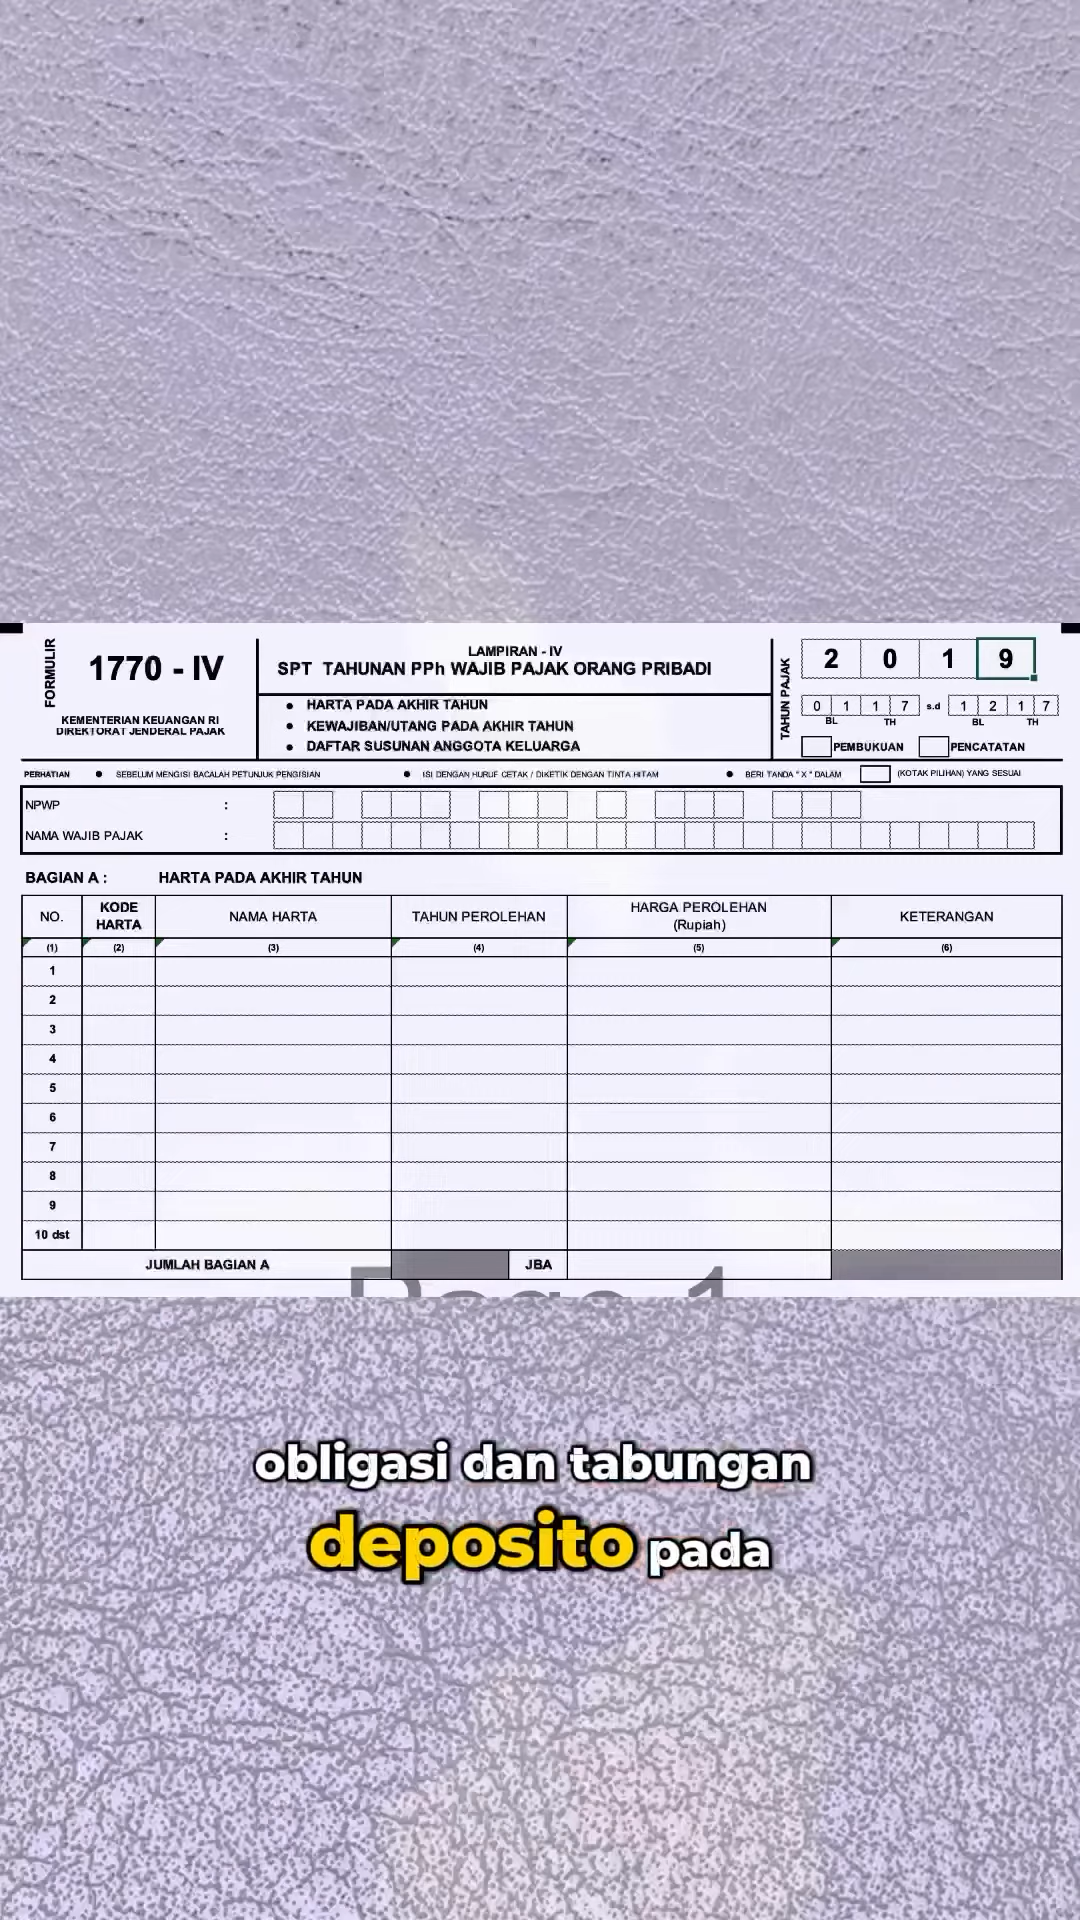 FORMULIR
1770 - IV
KEMENTERIAN KEUANGAN RI
DIREKTORAT JENDERAL PAJAK
LAMPIRAN - IV
SPT TAHUNAN PPh WAJIB PAJAK ORANG PRIBADI
● HARTA PADA AKHIR TAHUN
● KEWAJIBAN/UTANG PADA AKHIR TAHUN
● DAFTAR SUSUNAN ANGGOTA KELUARGA
TAHUN PAJAK
2 0 1 9
0 1 1 7 s.d 1 2 1 7
BL TH BL TH
PEMBUKUAN PENCATATAN
PERHATIAN ● SEBELUM MENGISI BACALAH PETUNJUK PENGISIAN ● ISI DENGAN HURUF CETAK / DIKETIK DENGAN TINTA HITAM ● BERI TANDA " X " DALAM (KOTAK PILIHAN) YANG SESUAI
NPWP :
NAMA WAJIB PAJAK :
BAGIAN A : HARTA PADA AKHIR TAHUN
NO. KODE HARTA NAMA HARTA TAHUN PEROLEHAN HARGA PEROLEHAN (Rupiah) KETERANGAN
(1) (2) (3) (4) (5) (6)
1
2
3
4
5
6
7
8
9
10 dst
JUMLAH BAGIAN A JBA
Page 1
obligasi dan tabungan
deposito pada